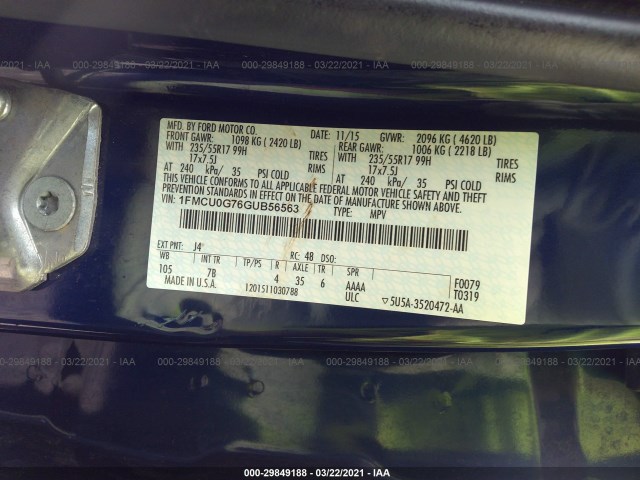 000-29849188 - 03/22/2021 - IAA
MFD. BY FORD MOTOR CO.
DATE: 11/15 GVWR: 2096 KG ( 4620 LB)
FRONT GAWR: 1098 KG ( 2420 LB) REAR GAWR: 1006 KG ( 2218 LB)
WITH 235/55R17 99H TIRES WITH 235/55R17 99H TIRES
17x7.5J RIMS 17x7.5J RIMS
AT 240 kPa/ 35 PSI COLD AT 240 kPa/ 35 PSI COLD
THIS VEHICLE CONFORMS TO ALL APPLICABLE FEDERAL MOTOR VEHICLE SAFETY AND THEFT
PREVENTION STANDARDS IN EFFECT ON THE DATE OF MANUFACTURE SHOWN ABOVE.
VIN: 1FMCU0G76GUB56563 TYPE: MPV
EXT PNT: J4 RC: 48 DSO:
WB INT TR TP/PS R AXLE TR SPR F0079
105 7B 4 35 6 AAAA T0319
MADE IN U.S.A. 1201511030788 ULC ▽5U5A-3520472-AA
000-29849188 - 03/22/2021 - IAA